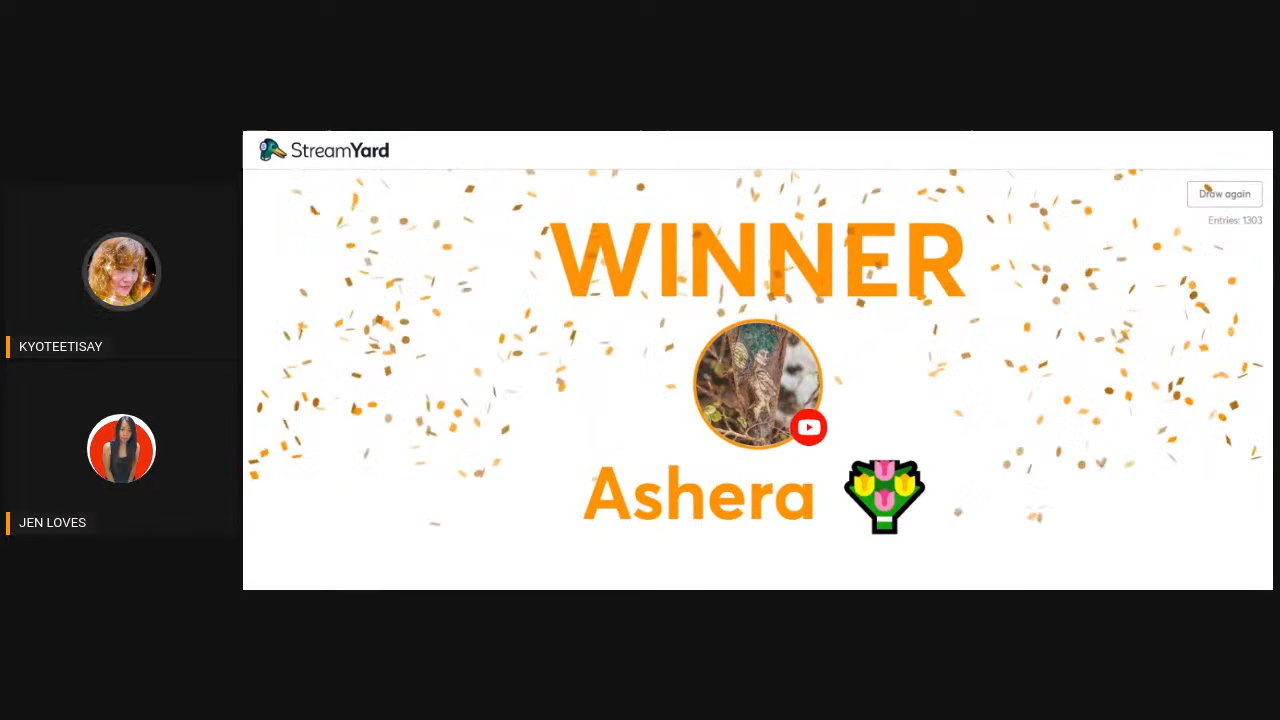 StreamYard
Draw again
Entries: 1303
WINNER
KYOTEETISAY
Ashera
JEN LOVES